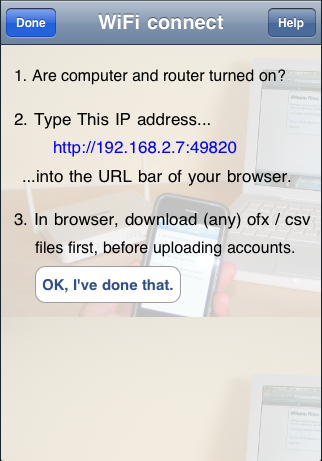 Done WiFi connect Help
1. Are computer and router turned on?
2. Type This IP address...
http://192.168.2.7:49820
...into the URL bar of your browser.
3. In browser, download (any) ofx / csv
files first, before uploading accounts.
OK, I've done that.